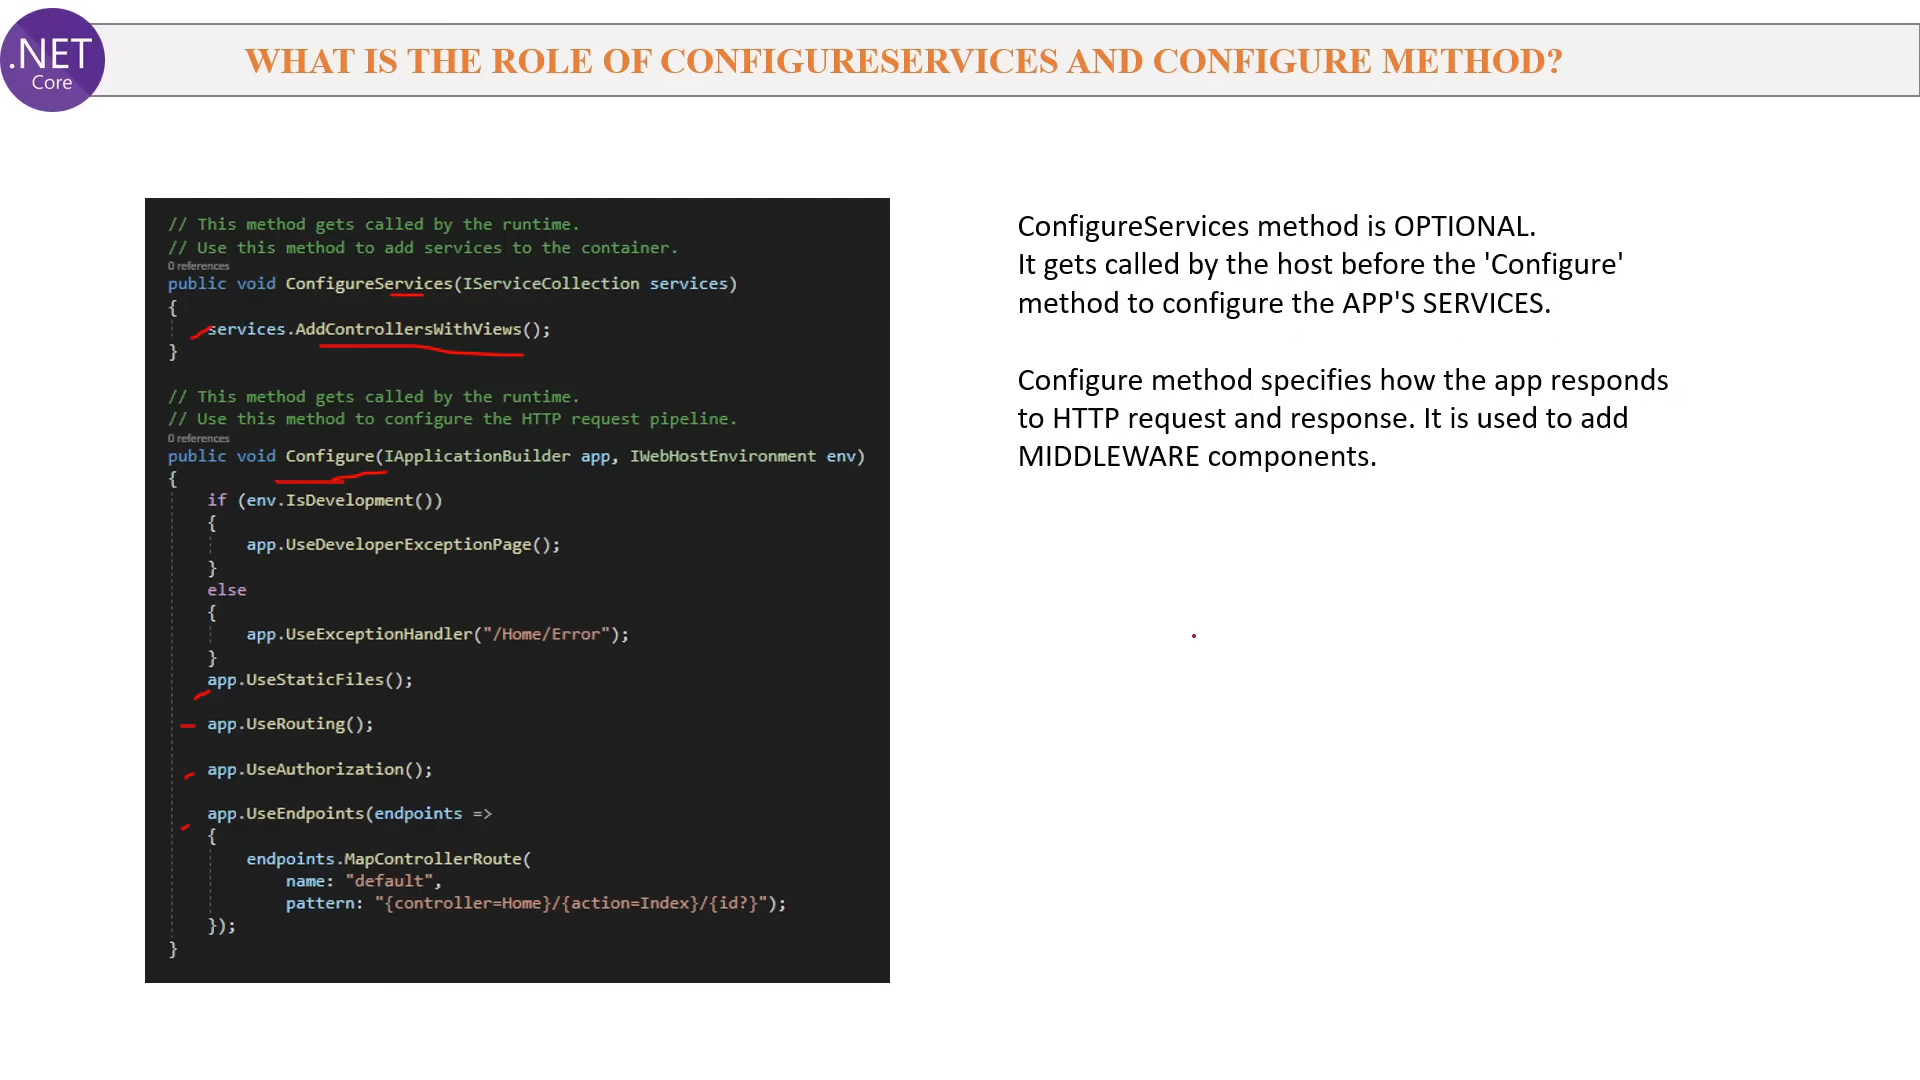 .NET
Core
WHAT IS THE ROLE OF CONFIGURESERVICES AND CONFIGURE METHOD?
// This method gets called by the runtime.
// Use this method to add services to the container.
0 references
public void ConfigureServices(IServiceCollection services)
{
services.AddControllersWithViews();
}
// This method gets called by the runtime.
// Use this method to configure the HTTP request pipeline.
0 references
public void Configure(IApplicationBuilder app, IWebHostEnvironment env)
{
if (env.IsDevelopment())
{
app.UseDeveloperExceptionPage();
}
else
{
app.UseExceptionHandler("/Home/Error");
}
app.UseStaticFiles();
app.UseRouting();
app.UseAuthorization();
app.UseEndpoints(endpoints =>
{
endpoints.MapControllerRoute(
name: "default",
pattern: "{controller=Home}/{action=Index}/{id?}");
});
}
ConfigureServices method is OPTIONAL.
It gets called by the host before the 'Configure'
method to configure the APP'S SERVICES.
Configure method specifies how the app responds
to HTTP request and response. It is used to add
MIDDLEWARE components.